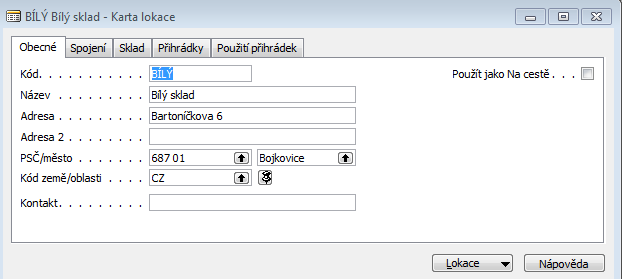 BÍLÝ Bílý sklad - Karta lokace
Obecné Spojení Sklad Přihrádky Použití přihrádek
Kód. . . . . . . . . . . . BÍLÝ Použít jako Na cestě . . .
Název . . . . . . . . . . Bílý sklad
Adresa . . . . . . . . . . Bartoníčkova 6
Adresa 2 . . . . . . . . .
PSČ/město . . . . . . . 687 01 Bojkovice
Kód země/oblasti . . . . CZ
Kontakt. . . . . . . . . .
Lokace Nápověda